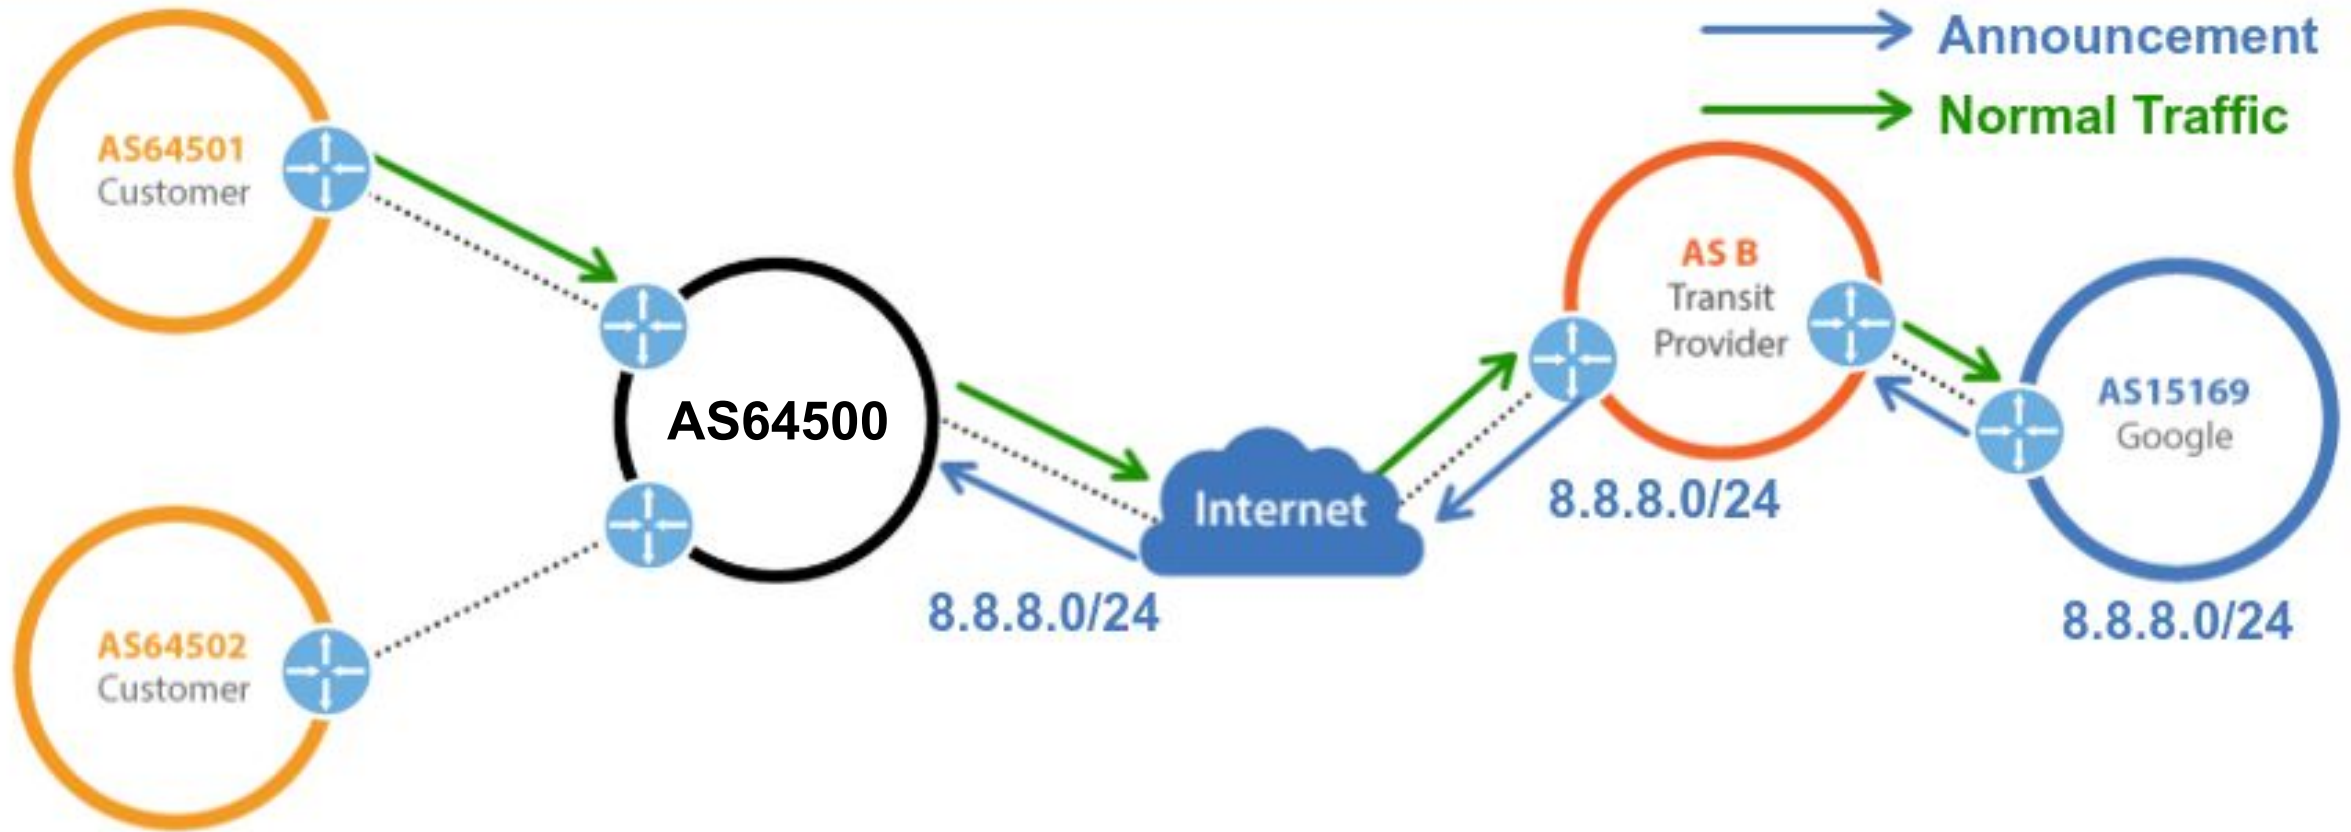 Announcement
Normal Traffic
AS64501
Customer
AS64500
AS64502
Customer
Internet
8.8.8.0/24
AS B
Transit
Provider
8.8.8.0/24
AS15169
Google
8.8.8.0/24